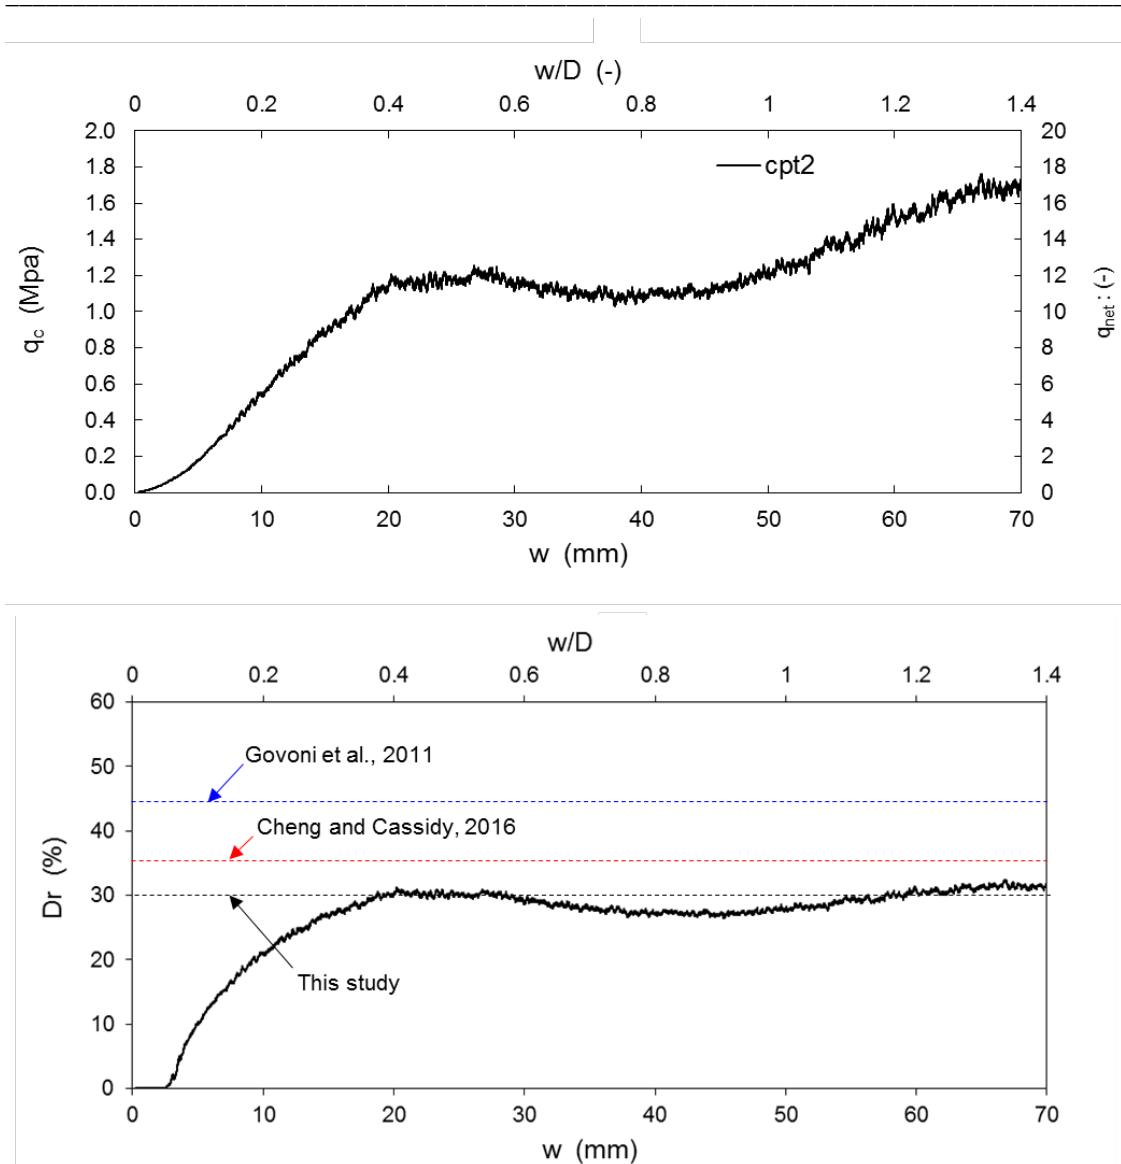 w/D (-)
0 0.2 0.4 0.6 0.8 1 1.2 1.4
2.0 20
1.8 18
cpt2
1.6 16
1.4 14
1.2 12
1.0 10
0.8 8
0.6 6
0.4 4
0.2 2
0.0 0
qc (Mpa)
qnet : (-)
0 10 20 30 40 50 60 70
w (mm)
w/D
0 0.2 0.4 0.6 0.8 1 1.2 1.4
60
Govoni et al., 2011
50
40
Cheng and Cassidy, 2016
30
20
This study
10
0
Dr (%)
0 10 20 30 40 50 60 70
w (mm)